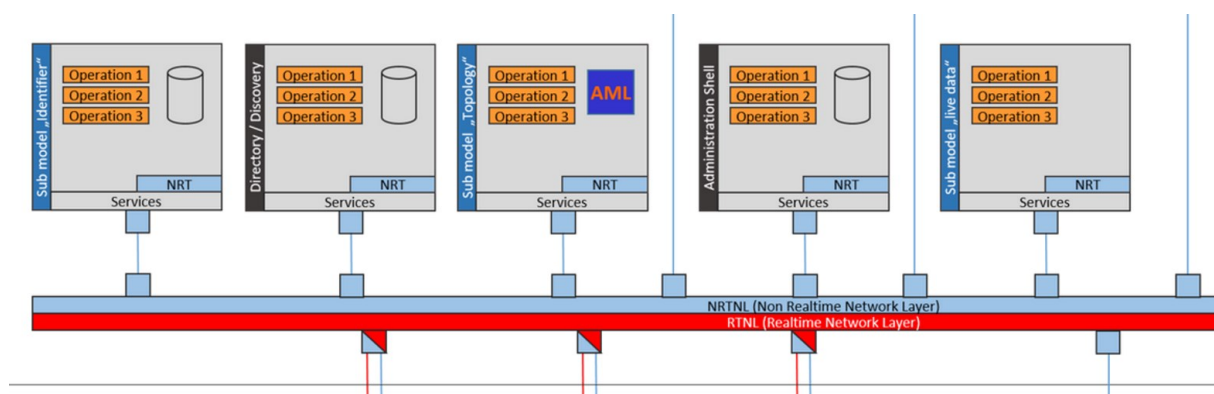 Sub model „Identifier“
Operation 1
Operation 2
Operation 3
NRT
Services
Directory / Discovery
Operation 1
Operation 2
Operation 3
NRT
Services
Sub model „Topology“
Operation 1
Operation 2
Operation 3
AML
NRT
Services
Administration Shell
Operation 1
Operation 2
Operation 3
NRT
Services
Sub model „live data“
Operation 1
Operation 2
Operation 3
NRT
Services
NRTNL (Non Realtime Network Layer)
RTNL (Realtime Network Layer)